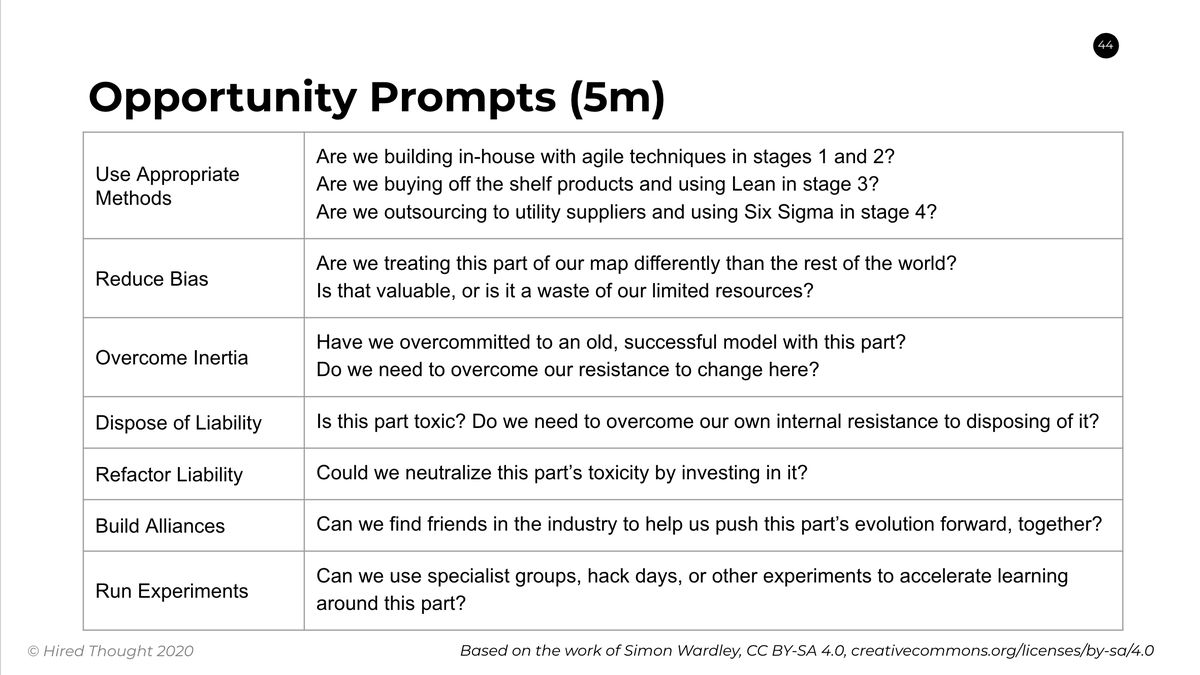 44
Opportunity Prompts (5m)
Use Appropriate
Methods
Are we building in-house with agile techniques in stages 1 and 2?
Are we buying off the shelf products and using Lean in stage 3?
Are we outsourcing to utility suppliers and using Six Sigma in stage 4?
Reduce Bias
Are we treating this part of our map differently than the rest of the world?
Is that valuable, or is it a waste of our limited resources?
Overcome Inertia
Have we overcommitted to an old, successful model with this part?
Do we need to overcome our resistance to change here?
Dispose of Liability
Is this part toxic? Do we need to overcome our own internal resistance to disposing of it?
Refactor Liability
Could we neutralize this part’s toxicity by investing in it?
Build Alliances
Can we find friends in the industry to help us push this part’s evolution forward, together?
Run Experiments
Can we use specialist groups, hack days, or other experiments to accelerate learning
around this part?
© Hired Thought 2020
Based on the work of Simon Wardley, CC BY-SA 4.0, creativecommons.org/licenses/by-sa/4.0